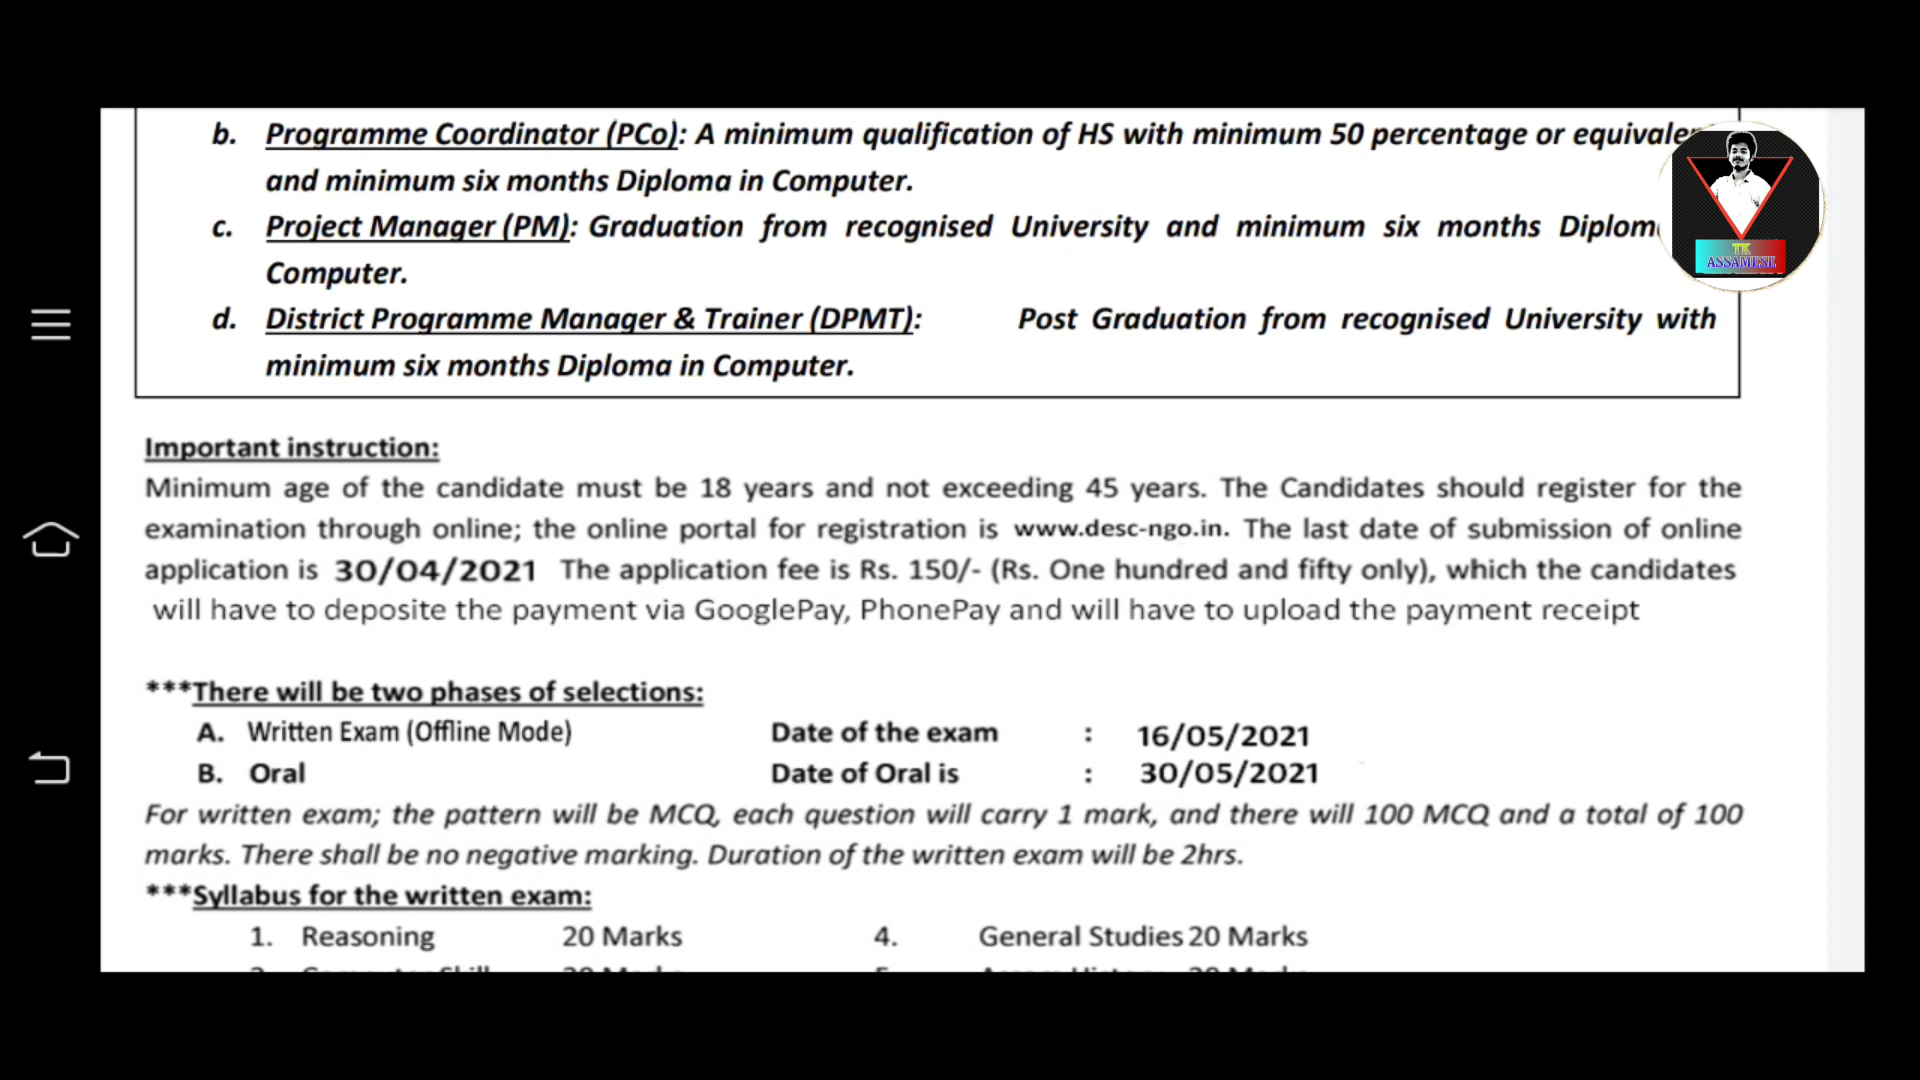 b. Programme Coordinator (PCo): A minimum qualification of HS with minimum 50 percentage or
and minimum six months Diploma in Computer.
c. Project Manager (PM): Graduation from recognised University and minimum six months
Computer.
d. District Programme Manager & Trainer (DPMT): Post Graduation from recognised University with
minimum six months Diploma in Computer.
TK
ASSAMESE
Important instruction:
Minimum age of the candidate must be 18 years and not exceeding 45 years. The Candidates should register for the
examination through online; the online portal for registration is www.desc-ngo.in. The last date of submission of online
application is 30/04/2021 The application fee is Rs. 150/- (Rs. One hundred and fifty only), which the candidates
will have to deposite the payment via GooglePay, PhonePay and will have to upload the payment receipt
***There will be two phases of selections:
A. Written Exam (Offline Mode) Date of the exam : 16/05/2021
B. Oral Date of Oral is : 30/05/2021
For written exam; the pattern will be MCQ, each question will carry 1 mark, and there will 100 MCQ and a total of 100
marks. There shall be no negative marking. Duration of the written exam will be 2hrs.
***Syllabus for the written exam:
1. Reasoning 20 Marks 4. General Studies 20 Marks